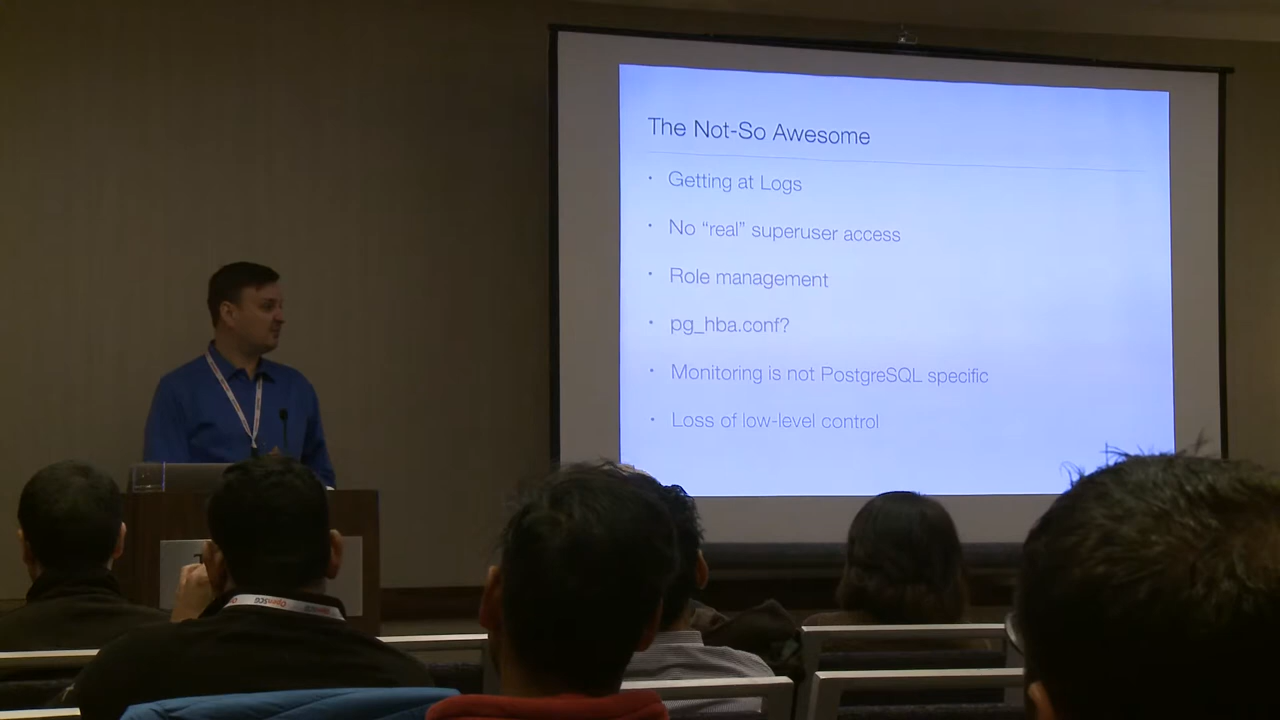 The Not-So Awesome
· Getting at Logs
· No “real” superuser access
· Role management
· pg_hba.conf?
· Monitoring is not PostgreSQL specific
· Loss of low-level control
OpenSCG